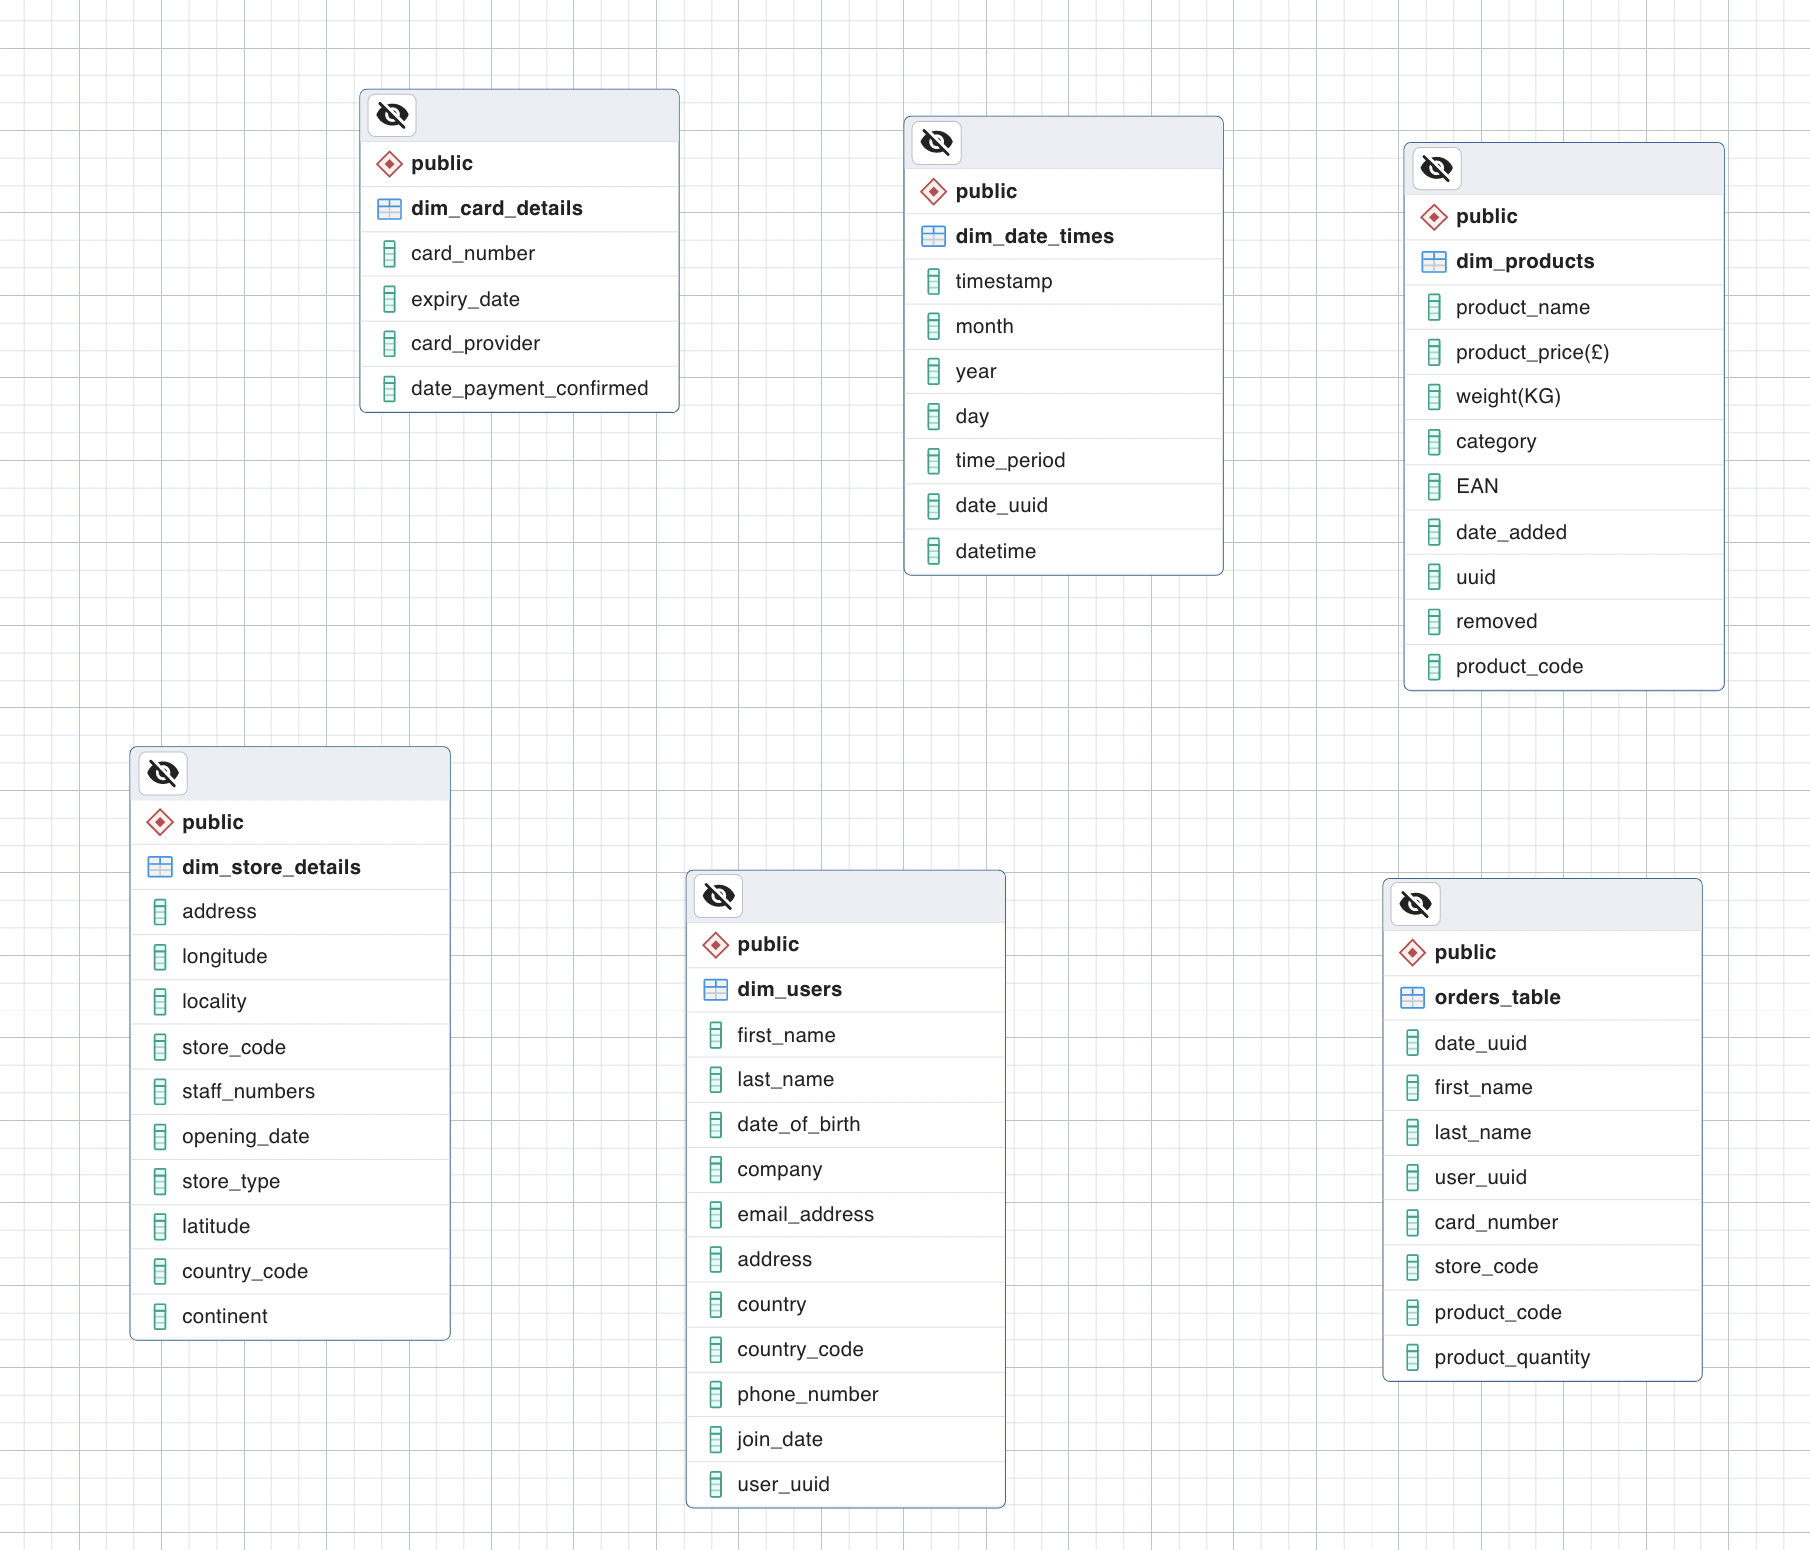 public
dim_card_details
card_number
expiry_date
card_provider
date_payment_confirmed
public
dim_date_times
timestamp
month
year
day
time_period
date_uuid
datetime
public
dim_products
product_name
product_price(£)
weight(KG)
category
EAN
date_added
uuid
removed
product_code
public
dim_store_details
address
longitude
locality
store_code
staff_numbers
opening_date
store_type
latitude
country_code
continent
public
dim_users
first_name
last_name
date_of_birth
company
email_address
address
country
country_code
phone_number
join_date
user_uuid
public
orders_table
date_uuid
first_name
last_name
user_uuid
card_number
store_code
product_code
product_quantity